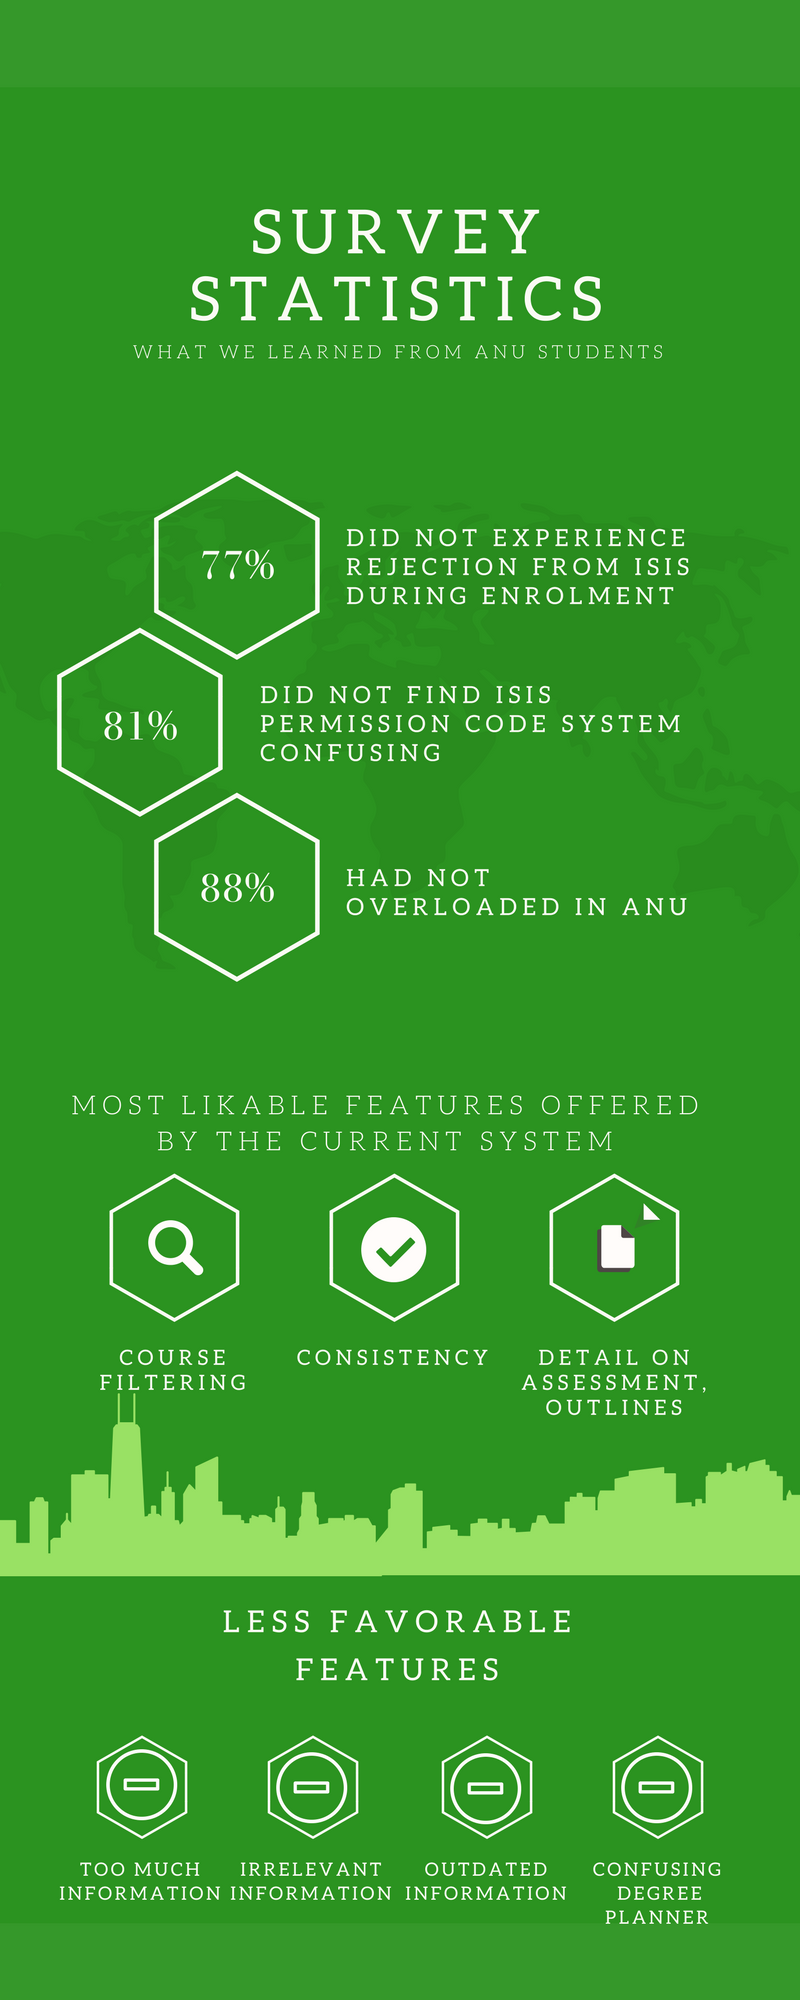 SURVEY
STATISTICS
WHAT WE LEARNED FROM ANU STUDENTS
77%
DID NOT EXPERIENCE
REJECTION FROM ISIS
DURING ENROLMENT
81%
DID NOT FIND ISIS
PERMISSION CODE SYSTEM
CONFUSING
88%
HAD NOT
OVERLOADED IN ANU
MOST LIKABLE FEATURES OFFERED
BY THE CURRENT SYSTEM
COURSE
FILTERING
CONSISTENCY
DETAIL ON
ASSESSMENT,
OUTLINES
LESS FAVORABLE
FEATURES
TOO MUCH
INFORMATION
IRRELEVANT
INFORMATION
OUTDATED
INFORMATION
CONFUSING
DEGREE
PLANNER